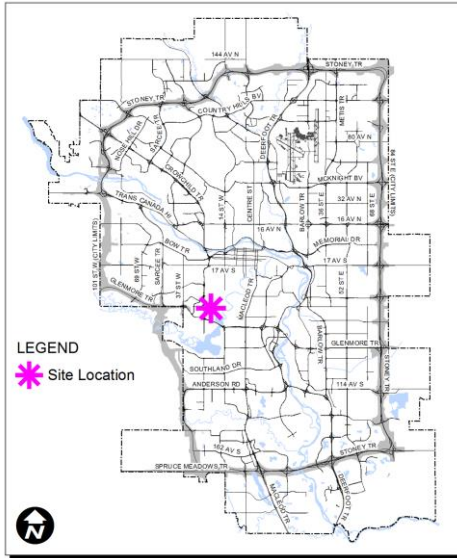 144 AV N
STONEY TR
STONEY TR
COUNTRY HILLS BV
NOSE HILL DR
SARCEE TR
CROWCHILD TR
DEERFOOT TR
METIS TR
80 AV N
MCKNIGHT BV
TRANS CANADA HI
14 ST W
CENTRE ST
BARLOW TR
36 ST E
32 AV N
16 AV N
16 AV N
68 ST E
84 ST E (CITY LIMITS)
101 ST W (CITY LIMITS)
BOW TR
MEMORIAL DR
17 AV S
17 AV S
69 ST W
SARCEE TR
37 ST W
MACLEOD TR
52 ST E
GLENMORE TR
BARLOW TR
GLENMORE TR
STONEY TR
LEGEND
Site Location
SOUTHLAND DR
ANDERSON RD
114 AV S
162 AV S
STONEY TR
SPRUCE MEADOWS TR
MACLEOD TR
DEERFOOT TR
N